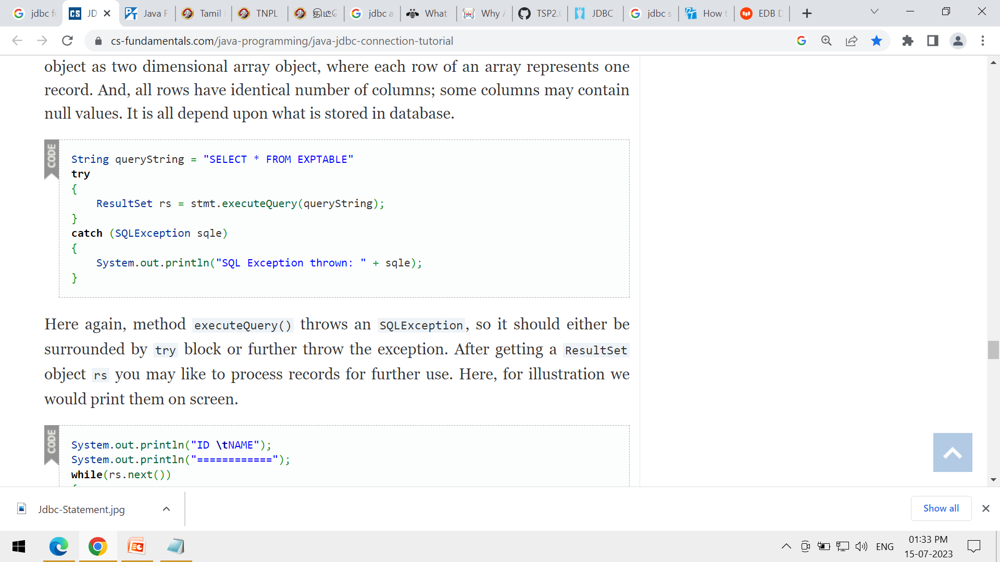 jdbc f
JD
Java F
Tamil
TNPL
jdbc a
What
Why
TSP2.
JDBC
jdbc s
How t
EDB D
cs-fundamentals.com/java-programming/java-jdbc-connection-tutorial
object as two dimensional array object, where each row of an array represents one
record. And, all rows have identical number of columns; some columns may contain
null values. It is all depend upon what is stored in database.
CODE
String queryString = "SELECT * FROM EXPTABLE"
try
{
ResultSet rs = stmt.executeQuery(queryString);
}
catch (SQLException sqle)
{
System.out.println("SQL Exception thrown: " + sqle);
}
Here again, method executeQuery() throws an SQLException, so it should either be
surrounded by try block or further throw the exception. After getting a ResultSet
object rs you may like to process records for further use. Here, for illustration we
would print them on screen.
CODE
System.out.println("ID \tNAME");
System.out.println("============");
while(rs.next())
Jdbc-Statement.jpg
Show all
ENG
01:33 PM
15-07-2023